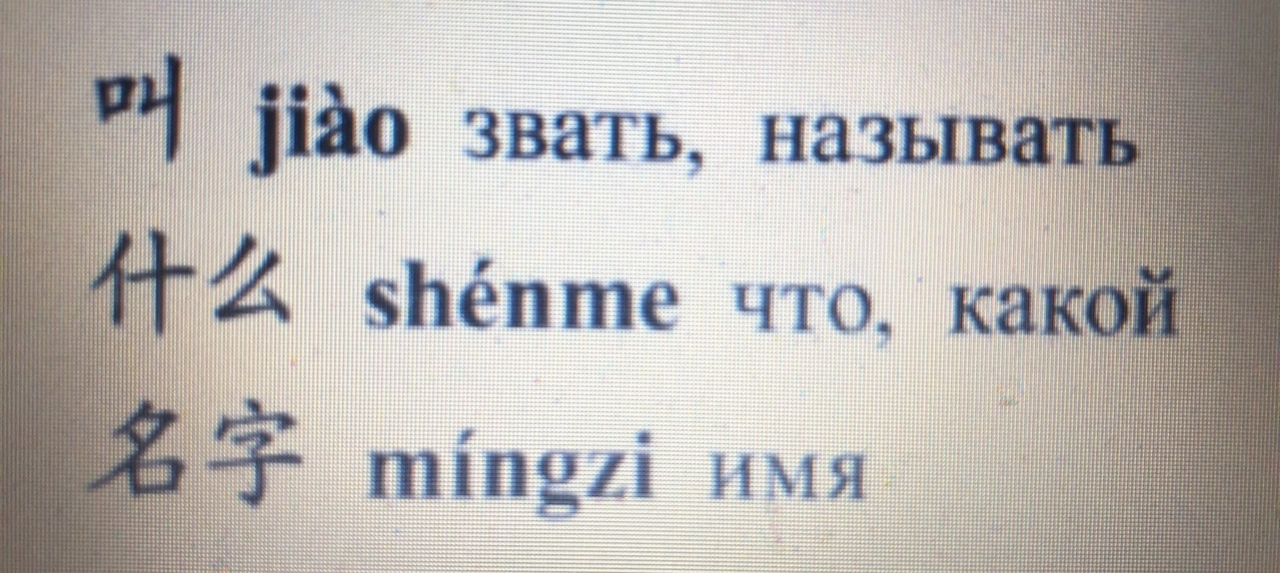 叫 jiào звать, называть
什么 shénme что, какой
名字 míngzi имя